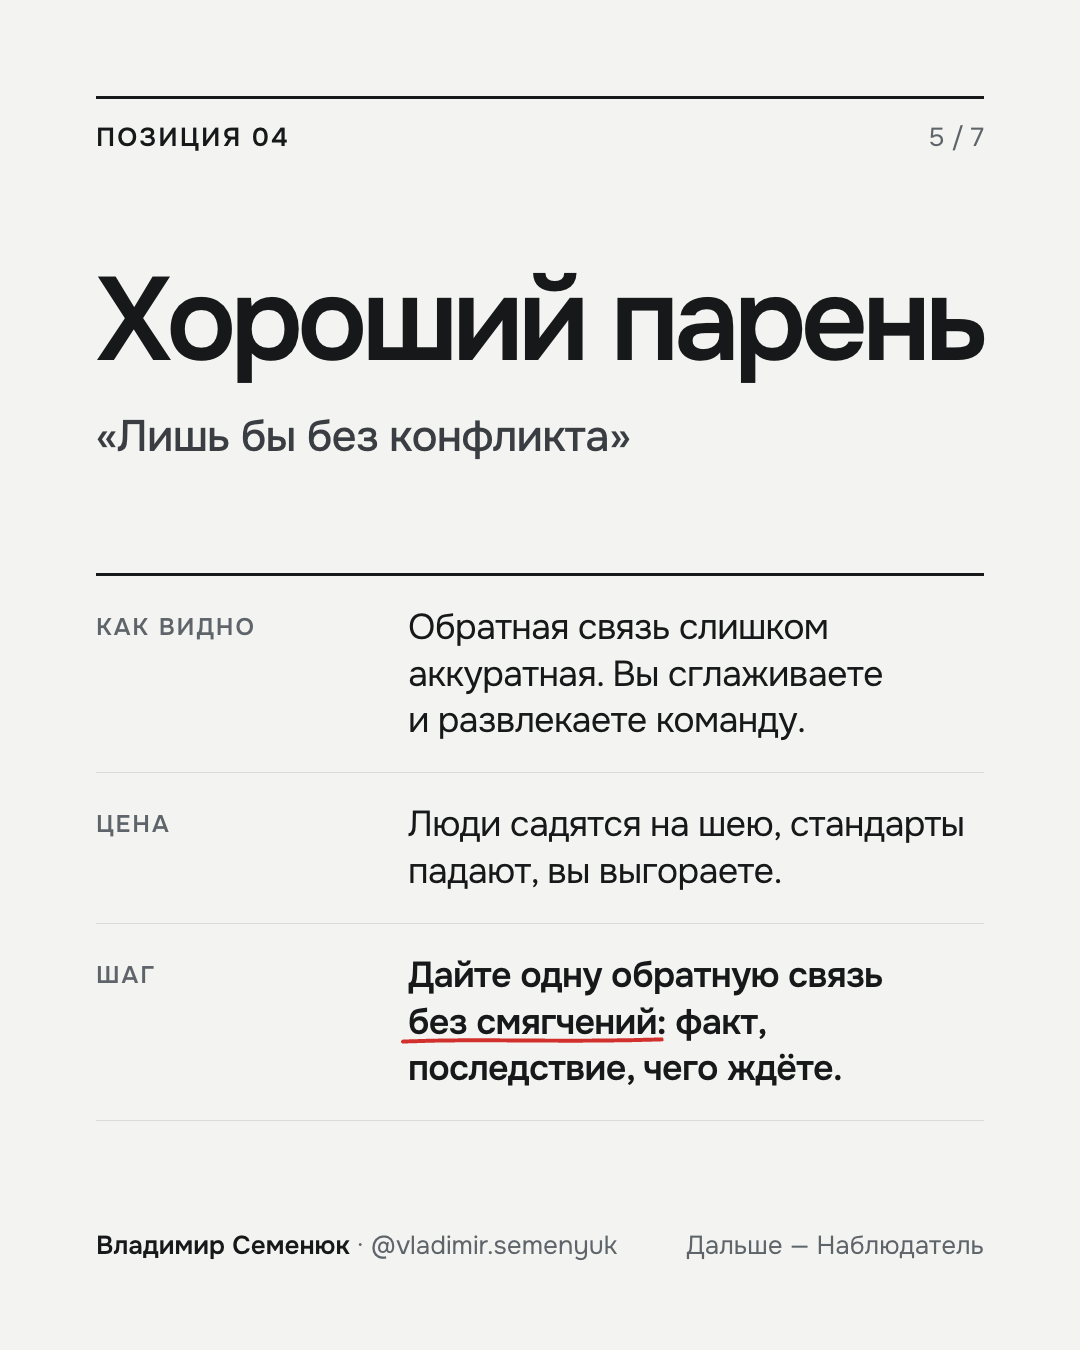 ПОЗИЦИЯ 04
5 / 7
Хороший парень
«Лишь бы без конфликта»
КАК ВИДНО
Обратная связь слишком
аккуратная. Вы сглаживаете
и развлекаете команду.
ЦЕНА
Люди садятся на шею, стандарты
падают, вы выгораете.
ШАГ
Дайте одну обратную связь
без смягчений: факт,
последствие, чего ждёте.
Владимир Семенюк · @vladimir.semenyuk
Дальше — Наблюдатель